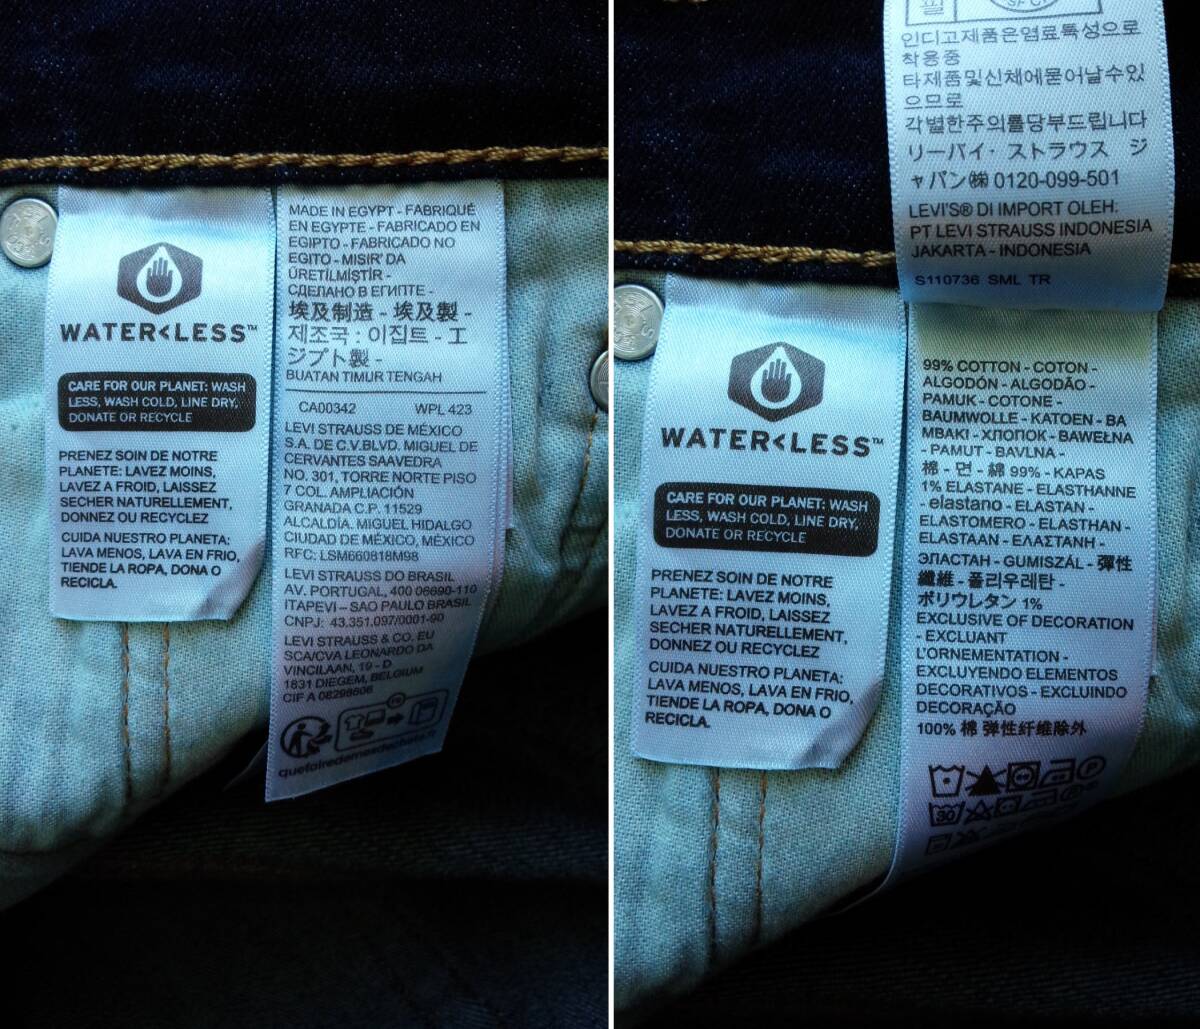 WATER<LESS™
CARE FOR OUR PLANET: WASH
LESS, WASH COLD, LINE DRY,
DONATE OR RECYCLE
PRENEZ SOIN DE NOTRE
PLANETE: LAVEZ MOINS,
LAVEZ A FROID, LAISSEZ
SECHER NATURELLEMENT,
DONNEZ OU RECYCLEZ
CUIDA NUESTRO PLANETA:
LAVA MENOS, LAVA EN FRIO,
TIENDE LA ROPA, DONA O
RECICLA.
MADE IN EGYPT - FABRIQUÉ
EN EGYPTE - FABRICADO EN
EGIPTO - FABRICADO NO
EGITO - MISIR' DA
ÜRETİLMİŞTİR -
СДЕЛАНО В ЕГИПТЕ -
埃及制造 - 埃及製 -
제조국 : 이집트 - エ
ジプト製 -
BUATAN TIMUR TENGAH
CA00342 WPL 423
LEVI STRAUSS DE MÉXICO
S.A. DE C.V.BLVD. MIGUEL DE
CERVANTES SAAVEDRA
NO. 301, TORRE NORTE PISO
7 COL. AMPLIACIÓN
GRANADA C.P. 11529
ALCALDÍA. MIGUEL HIDALGO
CIUDAD DE MÉXICO, MÉXICO
RFC: LSM660818M98
LEVI STRAUSS DO BRASIL
AV. PORTUGAL, 400 06690-110
ITAPEVI – SAO PAULO BRASIL
CNPJ: 43.351.097/0001-90
LEVI STRAUSS & CO. EU
SCA/CVA LEONARDO DA
VINCILAAN, 19 - D
1831 DIEGEM, BELGIUM
CIF A 08298606
FR
quefairedemesdechets.fr
인디고제품은염료특성으로
착용중
타제품및신체에묻어날수있
으므로
각별한주의를당부드립니다
リーバイ・ストラウス ジ
ャパン㈱ 0120-099-501
LEVI'S® DI IMPORT OLEH:
PT LEVI STRAUSS INDONESIA
JAKARTA - INDONESIA
S110736 SML TR
WATER<LESS™
CARE FOR OUR PLANET: WASH
LESS, WASH COLD, LINE DRY,
DONATE OR RECYCLE
PRENEZ SOIN DE NOTRE
PLANETE: LAVEZ MOINS,
LAVEZ A FROID, LAISSEZ
SECHER NATURELLEMENT,
DONNEZ OU RECYCLEZ
CUIDA NUESTRO PLANETA:
LAVA MENOS, LAVA EN FRIO,
TIENDE LA ROPA, DONA O
RECICLA.
99% COTTON - COTON -
ALGODÓN - ALGODÃO -
PAMUK - COTONE -
BAUMWOLLE - KATOEN - BA
MBAKI - ХЛОПОК - BAWEŁNA
- PAMUT - BAVLNA -
棉 - 면 - 綿 99% - KAPAS
1% ELASTANE - ELASTHANNE
- elastano - ELASTAN -
ELASTOMERO - ELASTHAN -
ELASTAAN - ΕΛΑΣΤΑΝΗ -
ЭЛАСТАН - GUMISZÁL - 彈性
纖維 - 폴리우레탄 -
ポリウレタン 1%
EXCLUSIVE OF DECORATION
- EXCLUANT
L'ORNEMENTATION -
EXCLUYENDO ELEMENTOS
DECORATIVOS - EXCLUINDO
DECORAÇÃO
100% 棉 弹性纤维除外
30